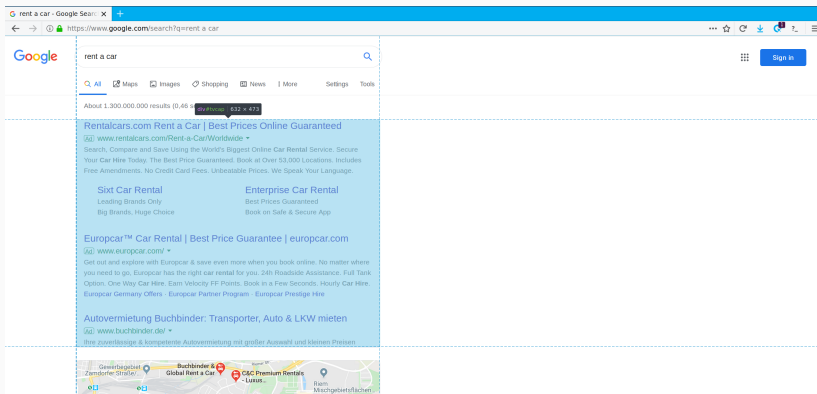 rent a car - Google Searc
https://www.google.com/search?q=rent a car
Google
rent a car
Sign in
All Maps Images Shopping News More Settings Tools
About 1.300.000.000 results (0,46 s
div#tvcap 632 × 473
Rentalcars.com Rent a Car | Best Prices Online Guaranteed
Ad www.rentalcars.com/Rent-a-Car/Worldwide
Search, Compare and Save Using the World's Biggest Online Car Rental Service. Secure
Your Car Hire Today. The Best Price Guaranteed. Book at Over 53,000 Locations. Includes
Free Amendments. No Credit Card Fees. Unbeatable Prices. We Speak Your Language.
Sixt Car Rental
Leading Brands Only
Big Brands, Huge Choice
Enterprise Car Rental
Best Prices Guaranteed
Book on Safe & Secure App
Europcar™ Car Rental | Best Price Guarantee | europcar.com
Ad www.europcar.com/
Get out and explore with Europcar & save even more when you book online. No matter where
you need to go, Europcar has the right car rental for you. 24h Roadside Assistance. Full Tank
Option. One Way Car Hire. Earn Velocity FF Points. Book in a Few Seconds. Hourly Car Hire.
Europcar Germany Offers · Europcar Partner Program · Europcar Prestige Hire
Autovermietung Buchbinder: Transporter, Auto & LKW mieten
Ad www.buchbinder.de/
Ihre zuverlässige & kompetente Autovermietung mit großer Auswahl und kleinen Preisen
Gewerbegebiet
Zamdorfer Straße/...
Buchbinder &
Global Rent a Car
C&C Premium Rentals
- Luxus...
Riem
Mischgebietsflächen...